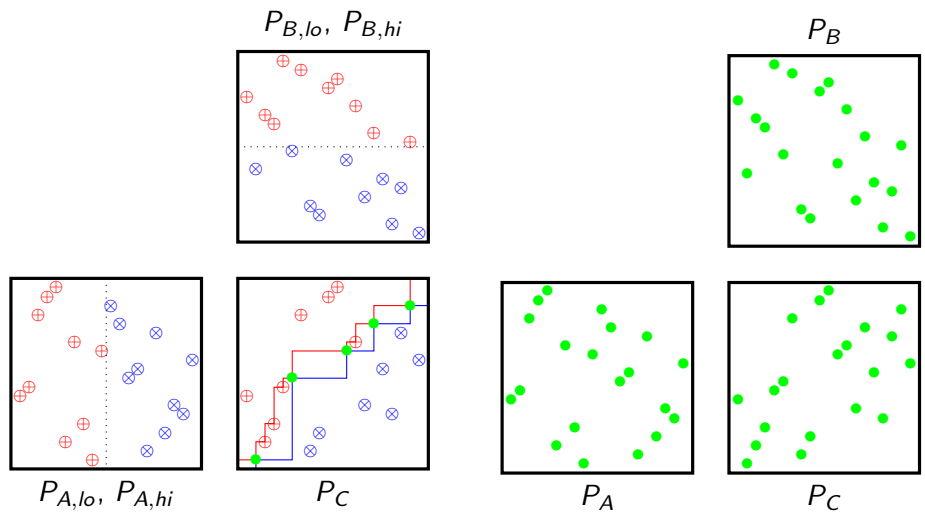 P_{B,lo}, P_{B,hi}
P_B
P_{A,lo}, P_{A,hi}
P_C
P_A
P_C